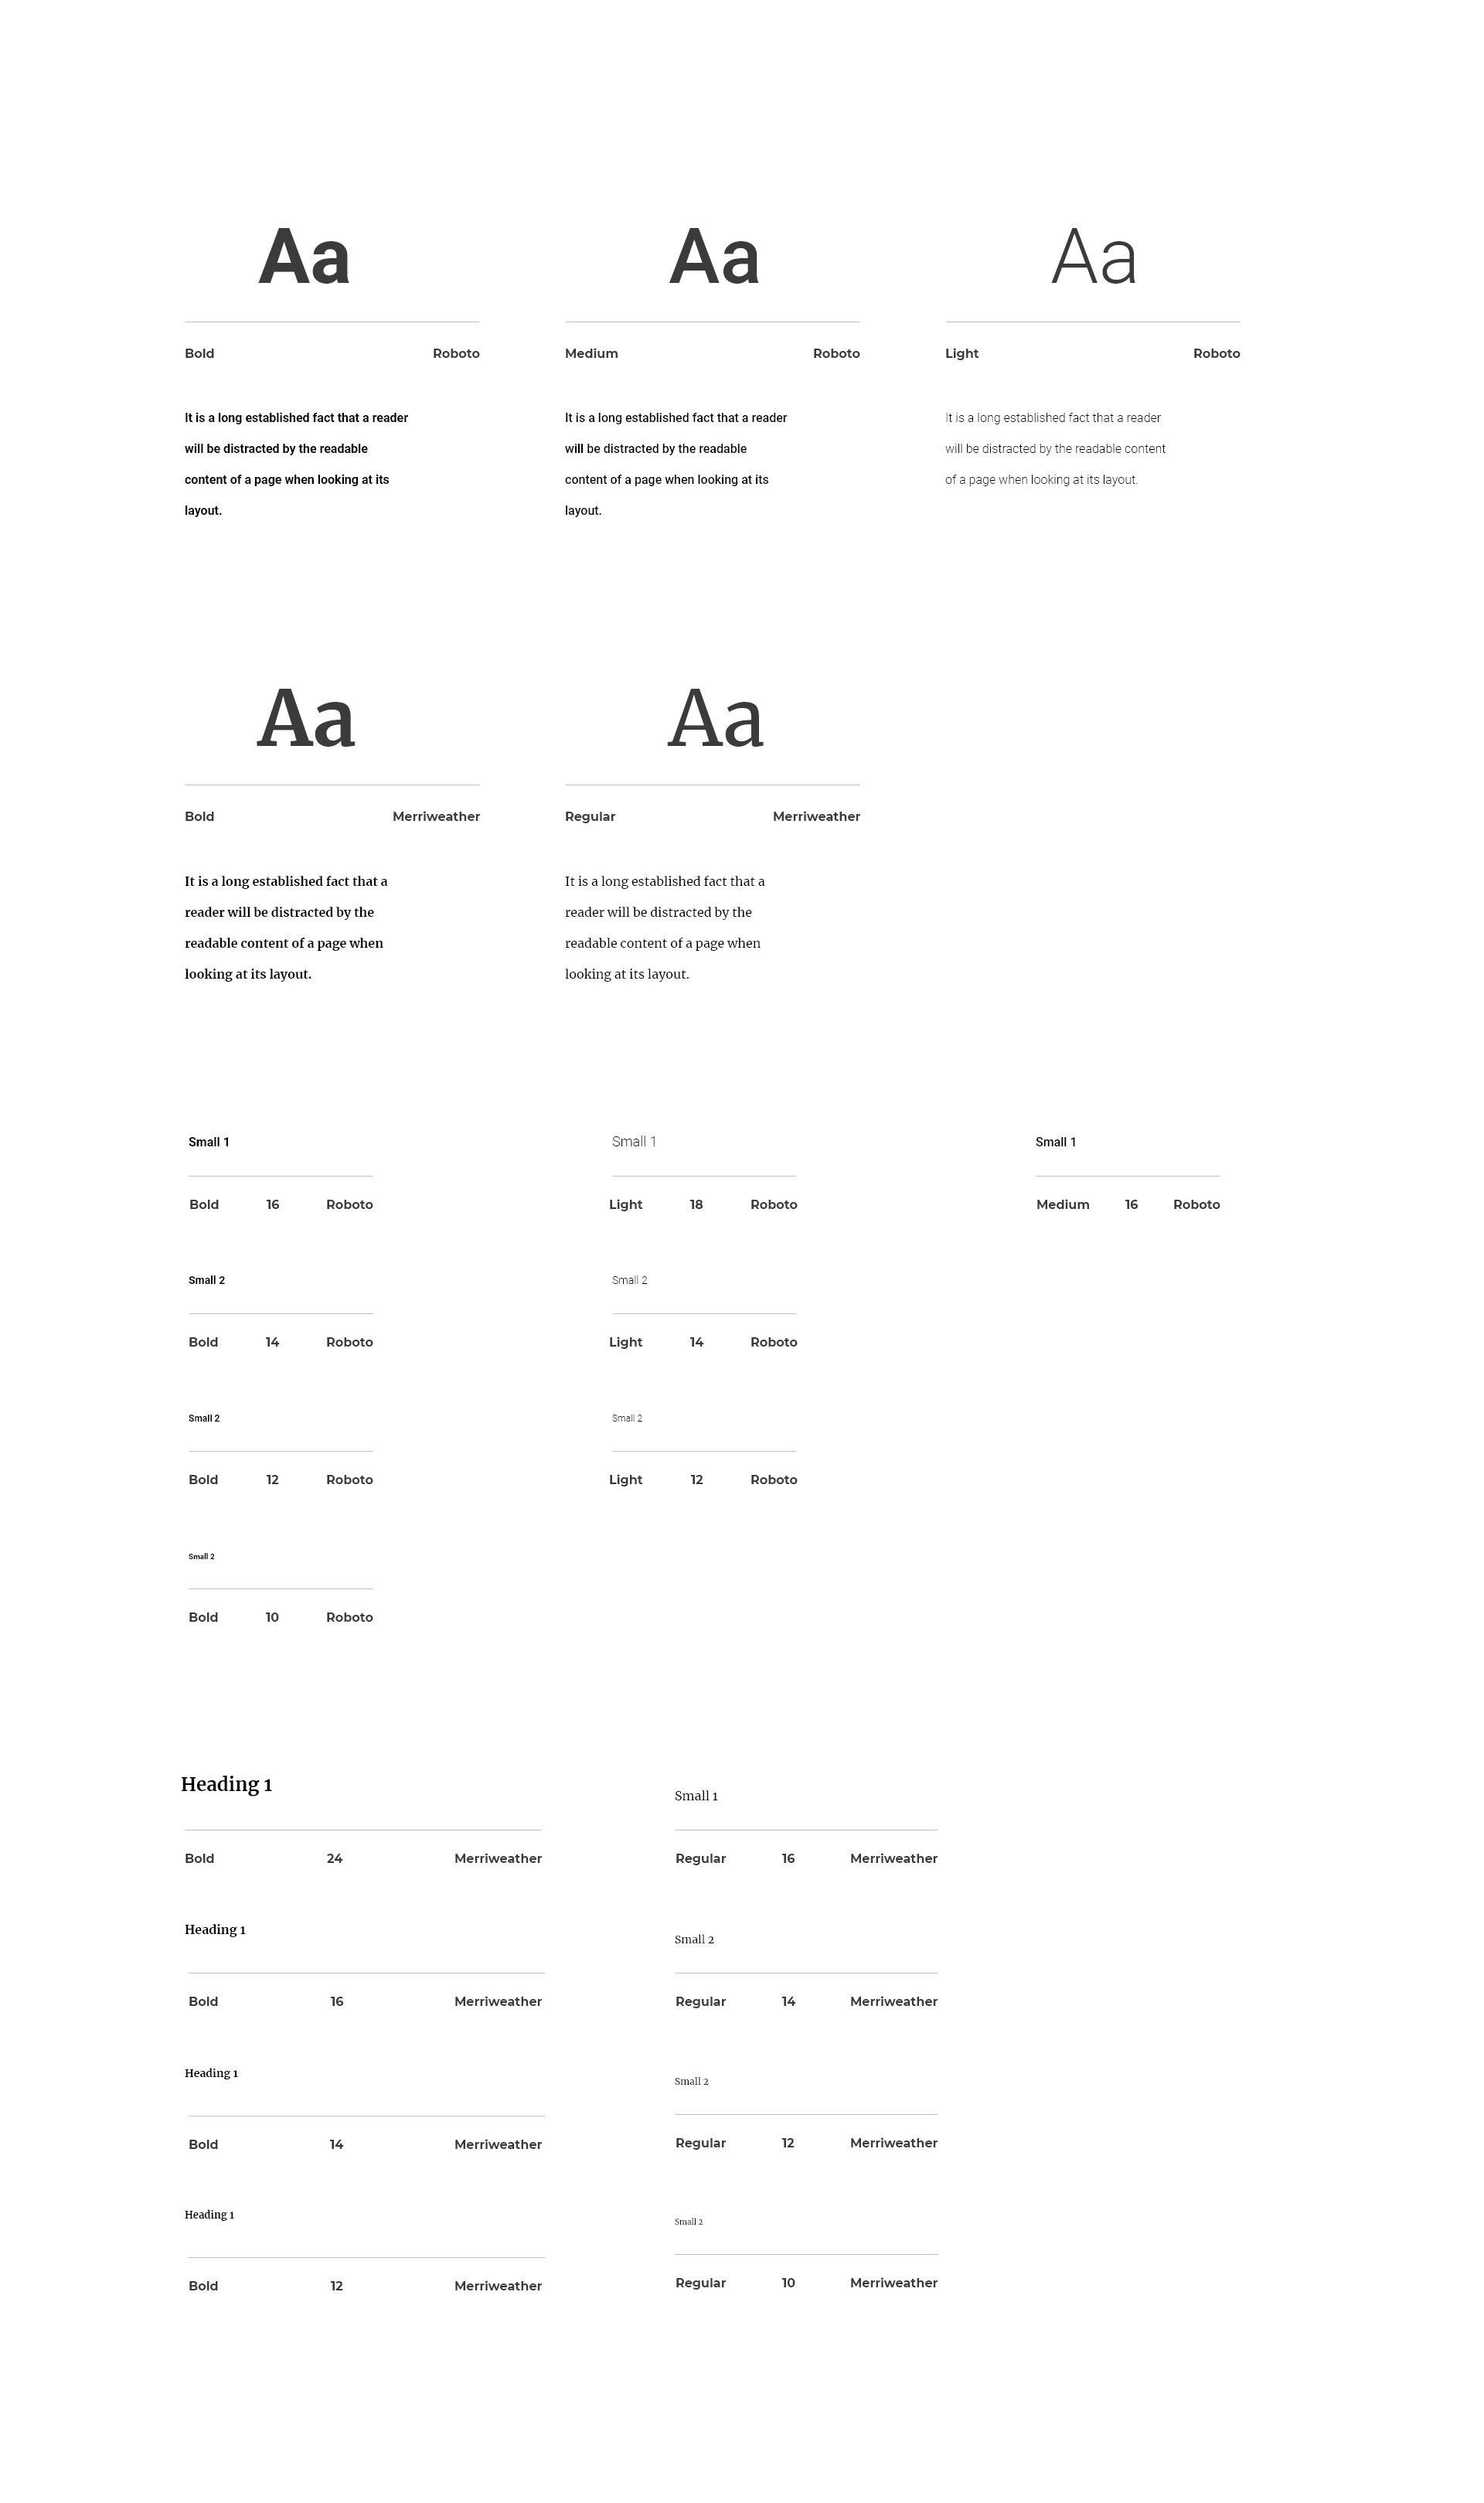 Aa
Aa
Aa
Bold Roboto
Medium Roboto
Light Roboto
It is a long established fact that a reader
will be distracted by the readable
content of a page when looking at its
layout.
It is a long established fact that a reader
will be distracted by the readable
content of a page when looking at its
layout.
It is a long established fact that a reader
will be distracted by the readable content
of a page when looking at its layout.
Aa
Aa
Bold Merriweather
Regular Merriweather
It is a long established fact that a
reader will be distracted by the
readable content of a page when
looking at its layout.
It is a long established fact that a
reader will be distracted by the
readable content of a page when
looking at its layout.
Small 1
Small 1
Small 1
Bold 16 Roboto
Light 18 Roboto
Medium 16 Roboto
Small 2
Small 2
Bold 14 Roboto
Light 14 Roboto
Small 2
Small 2
Bold 12 Roboto
Light 12 Roboto
Small 2
Bold 10 Roboto
Heading 1
Small 1
Bold 24 Merriweather
Regular 16 Merriweather
Heading 1
Small 2
Bold 16 Merriweather
Regular 14 Merriweather
Heading 1
Small 2
Bold 14 Merriweather
Regular 12 Merriweather
Heading 1
Small 2
Bold 12 Merriweather
Regular 10 Merriweather